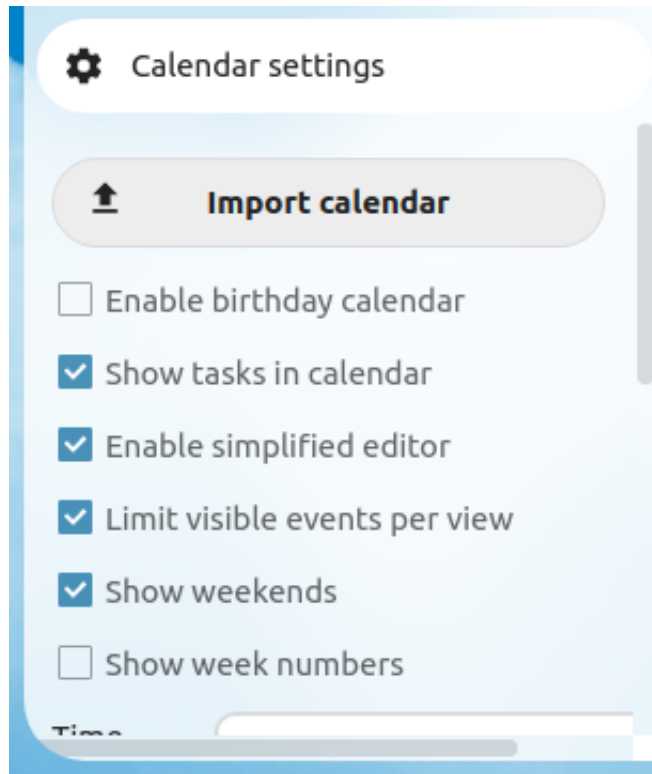 Calendar settings
Import calendar
Enable birthday calendar
Show tasks in calendar
Enable simplified editor
Limit visible events per view
Show weekends
Show week numbers
Time